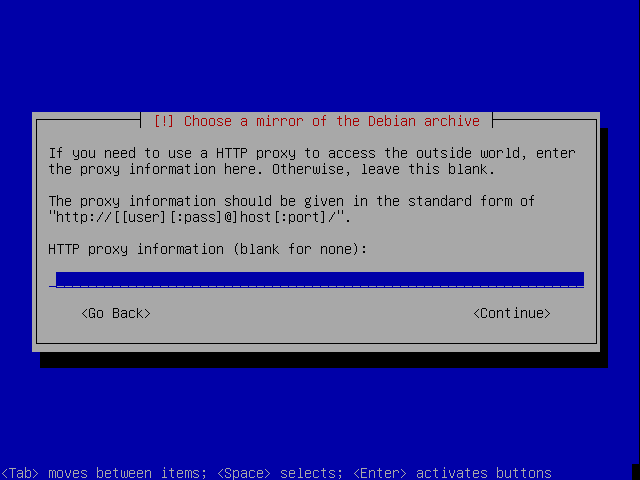 [!] Choose a mirror of the Debian archive
If you need to use a HTTP proxy to access the outside world, enter
the proxy information here. Otherwise, leave this blank.
The proxy information should be given in the standard form of
"http://[[user][:pass]@]host[:port]/".
HTTP proxy information (blank for none):
<Go Back> <Continue>
<Tab> moves between items; <Space> selects; <Enter> activates buttons